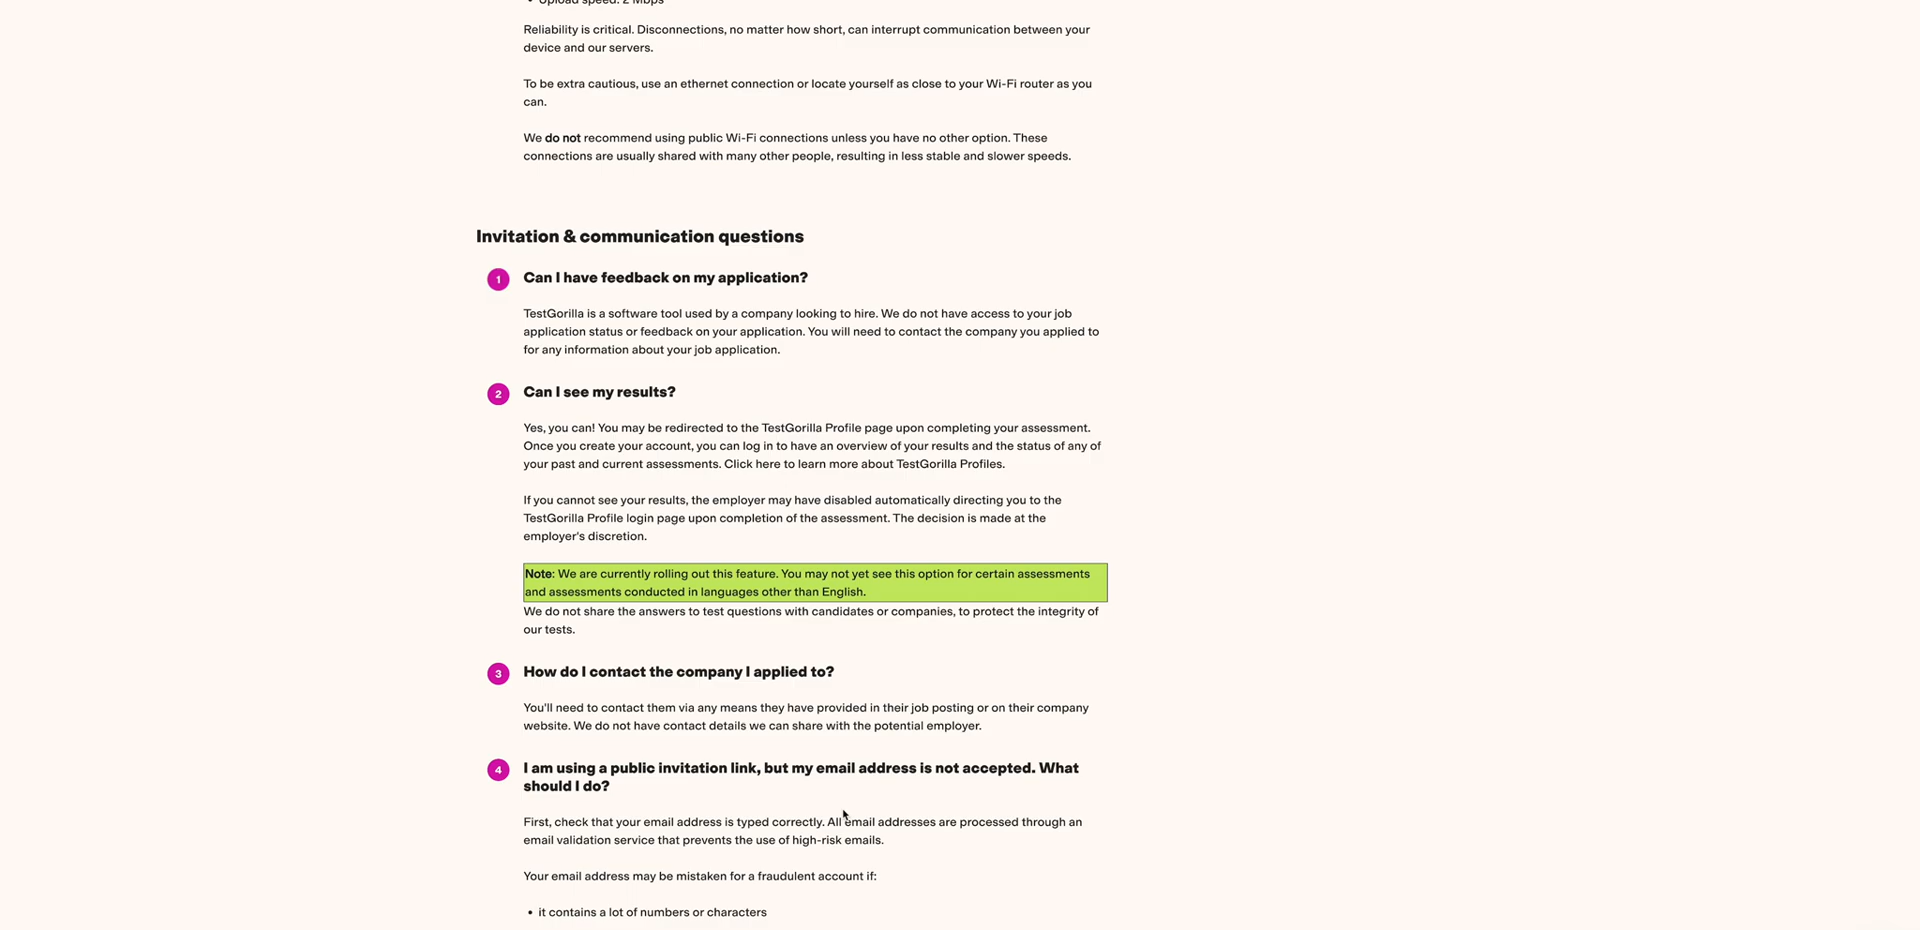 • Upload speed: 2 Mbps
Reliability is critical. Disconnections, no matter how short, can interrupt communication between your
device and our servers.
To be extra cautious, use an ethernet connection or locate yourself as close to your Wi-Fi router as you
can.
We do not recommend using public Wi-Fi connections unless you have no other option. These
connections are usually shared with many other people, resulting in less stable and slower speeds.
Invitation & communication questions
1 Can I have feedback on my application?
TestGorilla is a software tool used by a company looking to hire. We do not have access to your job
application status or feedback on your application. You will need to contact the company you applied to
for any information about your job application.
2 Can I see my results?
Yes, you can! You may be redirected to the TestGorilla Profile page upon completing your assessment.
Once you create your account, you can log in to have an overview of your results and the status of any of
your past and current assessments. Click here to learn more about TestGorilla Profiles.
If you cannot see your results, the employer may have disabled automatically directing you to the
TestGorilla Profile login page upon completion of the assessment. The decision is made at the
employer's discretion.
Note: We are currently rolling out this feature. You may not yet see this option for certain assessments
and assessments conducted in languages other than English.
We do not share the answers to test questions with candidates or companies, to protect the integrity of
our tests.
3 How do I contact the company I applied to?
You'll need to contact them via any means they have provided in their job posting or on their company
website. We do not have contact details we can share with the potential employer.
4 I am using a public invitation link, but my email address is not accepted. What
should I do?
First, check that your email address is typed correctly. All email addresses are processed through an
email validation service that prevents the use of high-risk emails.
Your email address may be mistaken for a fraudulent account if:
• it contains a lot of numbers or characters